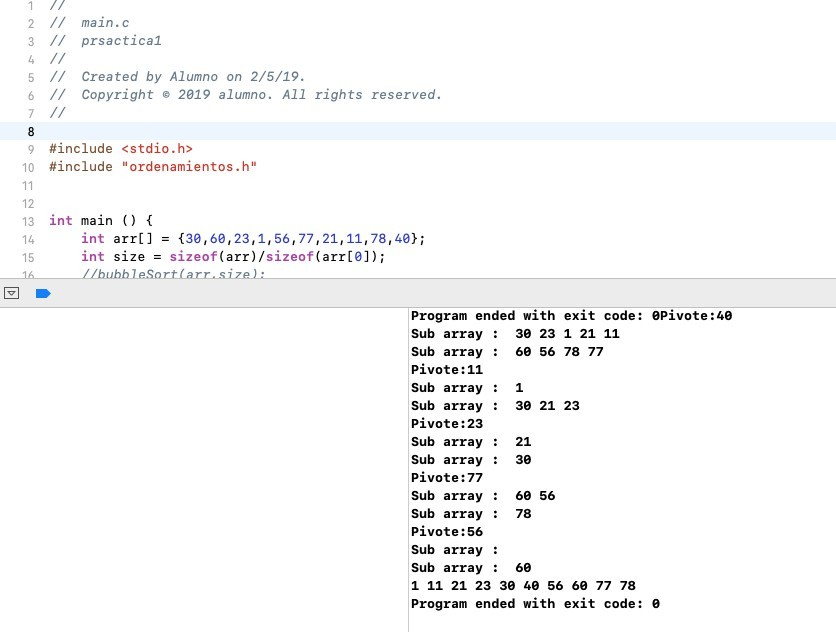 1 //
2 //  main.c
3 //  prsactica1
4 //
5 //  Created by Alumno on 2/5/19.
6 //  Copyright © 2019 alumno. All rights reserved.
7 //
8
9 #include <stdio.h>
10 #include "ordenamientos.h"
11
12
13 int main () {
14     int arr[] = {30,60,23,1,56,77,21,11,78,40};
15     int size = sizeof(arr)/sizeof(arr[0]);
16     //bubbleSort(arr,size);
Program ended with exit code: 0Pivote:40
Sub array :  30 23 1 21 11
Sub array :  60 56 78 77
Pivote:11
Sub array :  1
Sub array :  30 21 23
Pivote:23
Sub array :  21
Sub array :  30
Pivote:77
Sub array :  60 56
Sub array :  78
Pivote:56
Sub array :
Sub array :  60
1 11 21 23 30 40 56 60 77 78
Program ended with exit code: 0